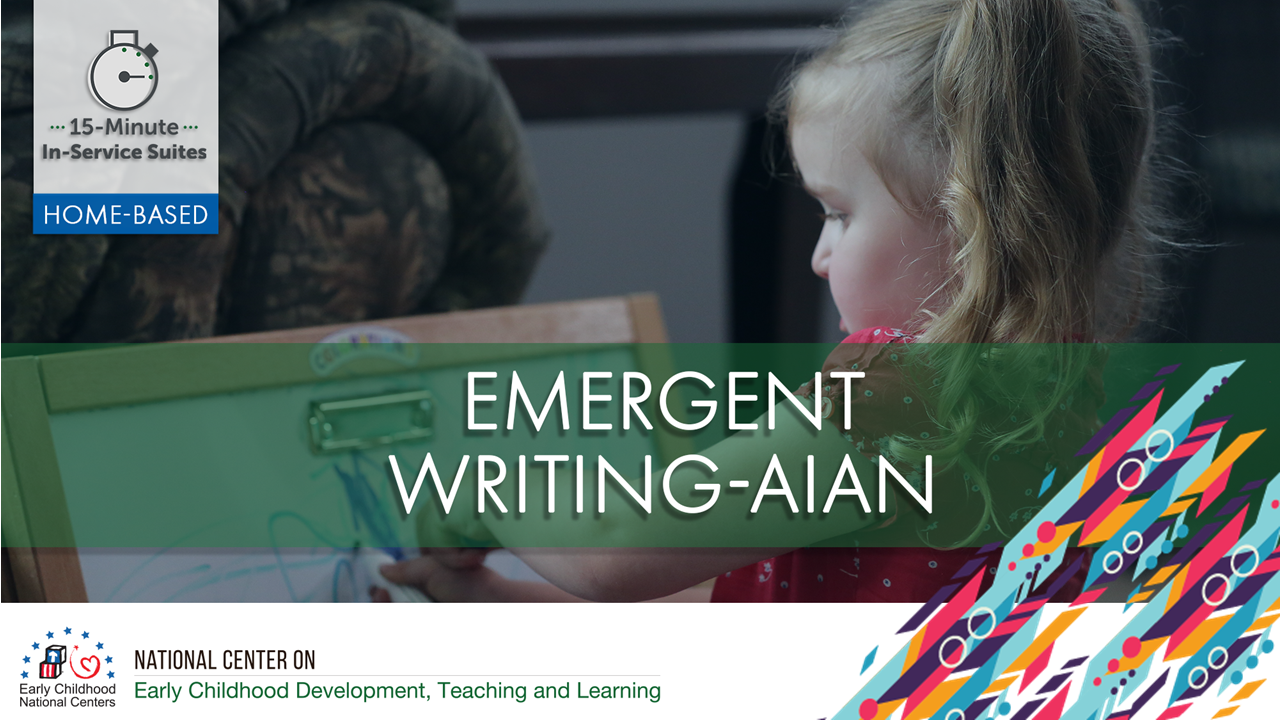 15-Minute
In-Service Suites
HOME-BASED
EMERGENT
WRITING-AIAN
Early Childhood
National Centers
NATIONAL CENTER ON
Early Childhood Development, Teaching and Learning